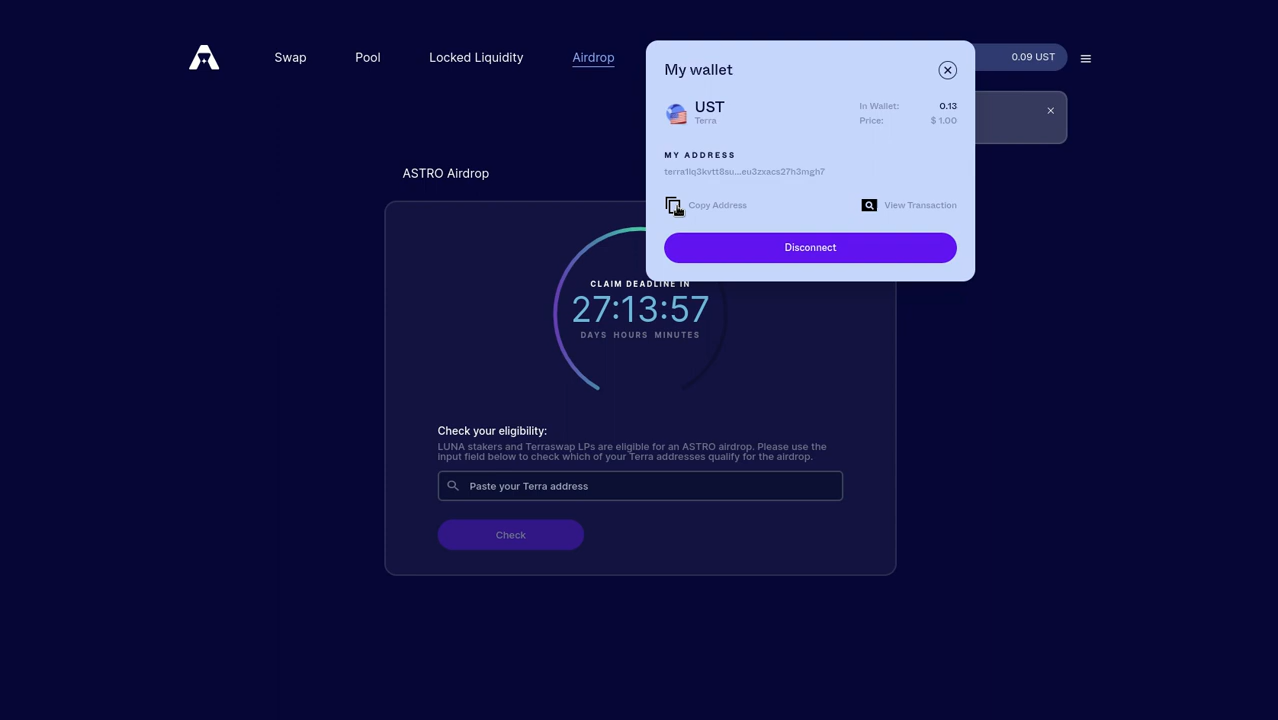 Swap Pool Locked Liquidity Airdrop
0.09 UST
My wallet
UST
Terra
In Wallet: 0.13
Price: $ 1.00
MY ADDRESS
terra1lq3kvtt8su...eu3zxacs27h3mgh7
Copy Address
View Transaction
Disconnect
ASTRO Airdrop
CLAIM DEADLINE IN
27:13:57
DAYS HOURS MINUTES
Check your eligibility:
LUNA stakers and Terraswap LPs are eligible for an ASTRO airdrop. Please use the
input field below to check which of your Terra addresses qualify for the airdrop.
Paste your Terra address
Check